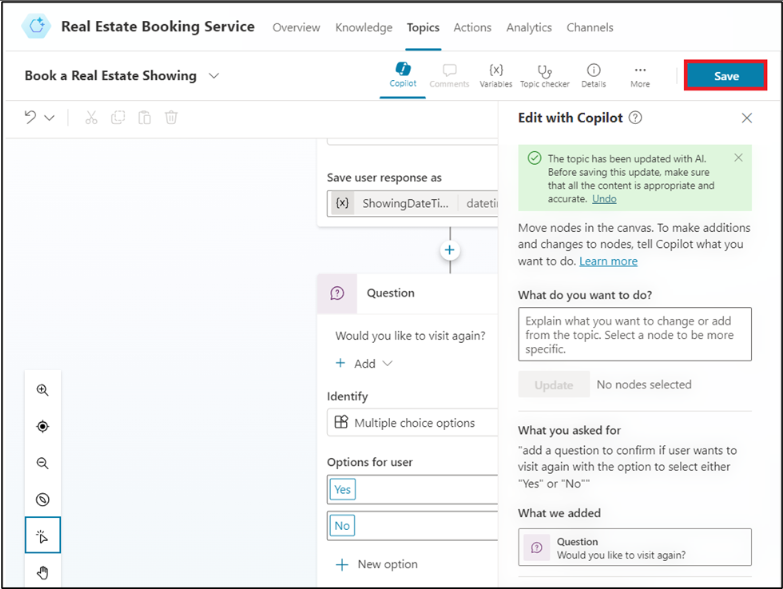 Real Estate Booking Service Overview Knowledge Topics Actions Analytics Channels
Book a Real Estate Showing
Copilot Comments Variables Topic checker Details More Save
Edit with Copilot
The topic has been updated with AI.
Before saving this update, make sure
that all the content is appropriate and
accurate. Undo
Move nodes in the canvas. To make additions
and changes to nodes, tell Copilot what you
want to do. Learn more
What do you want to do?
Explain what you want to change or add
from the topic. Select a node to be more
specific.
Update No nodes selected
What you asked for
"add a question to confirm if user wants to
visit again with the option to select either
"Yes" or "No""
What we added
Question
Would you like to visit again?
Save user response as
{x} ShowingDateTi...
Question
Would you like to visit again?
+ Add
Identify
Multiple choice options
Options for user
Yes
No
+ New option